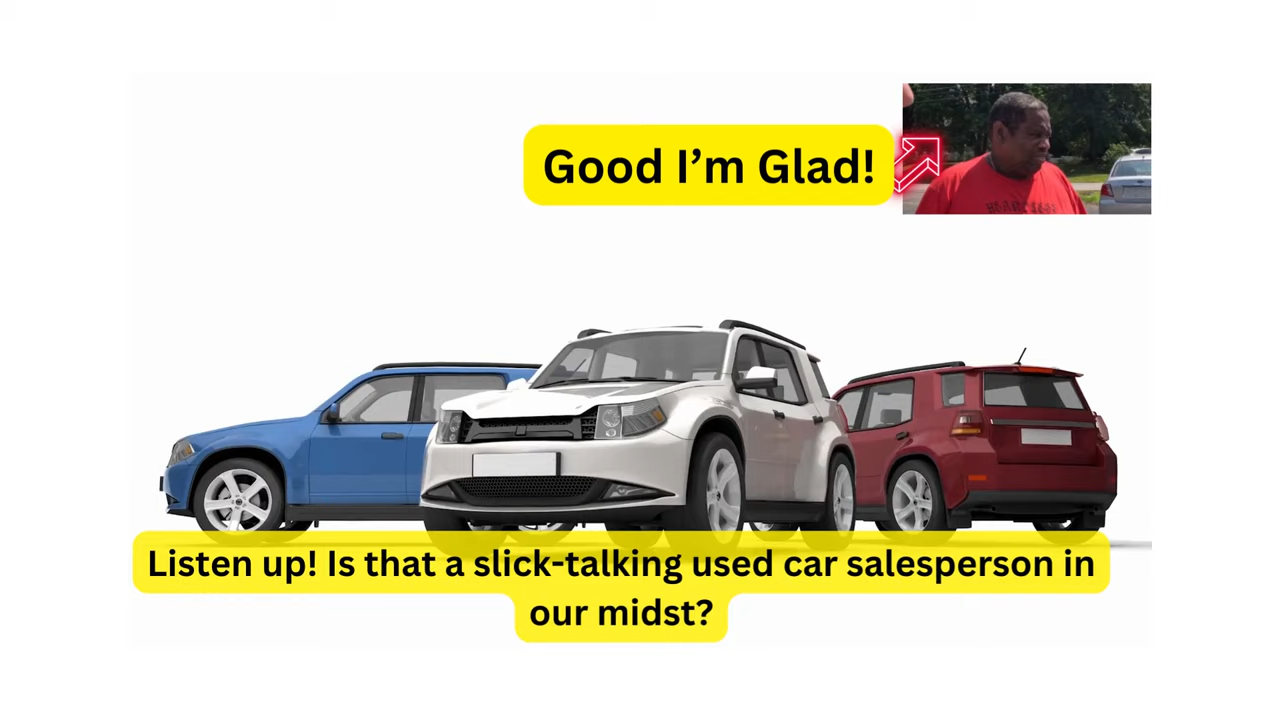 Good I’m Glad!
Listen up! Is that a slick-talking used car salesperson in
our midst?